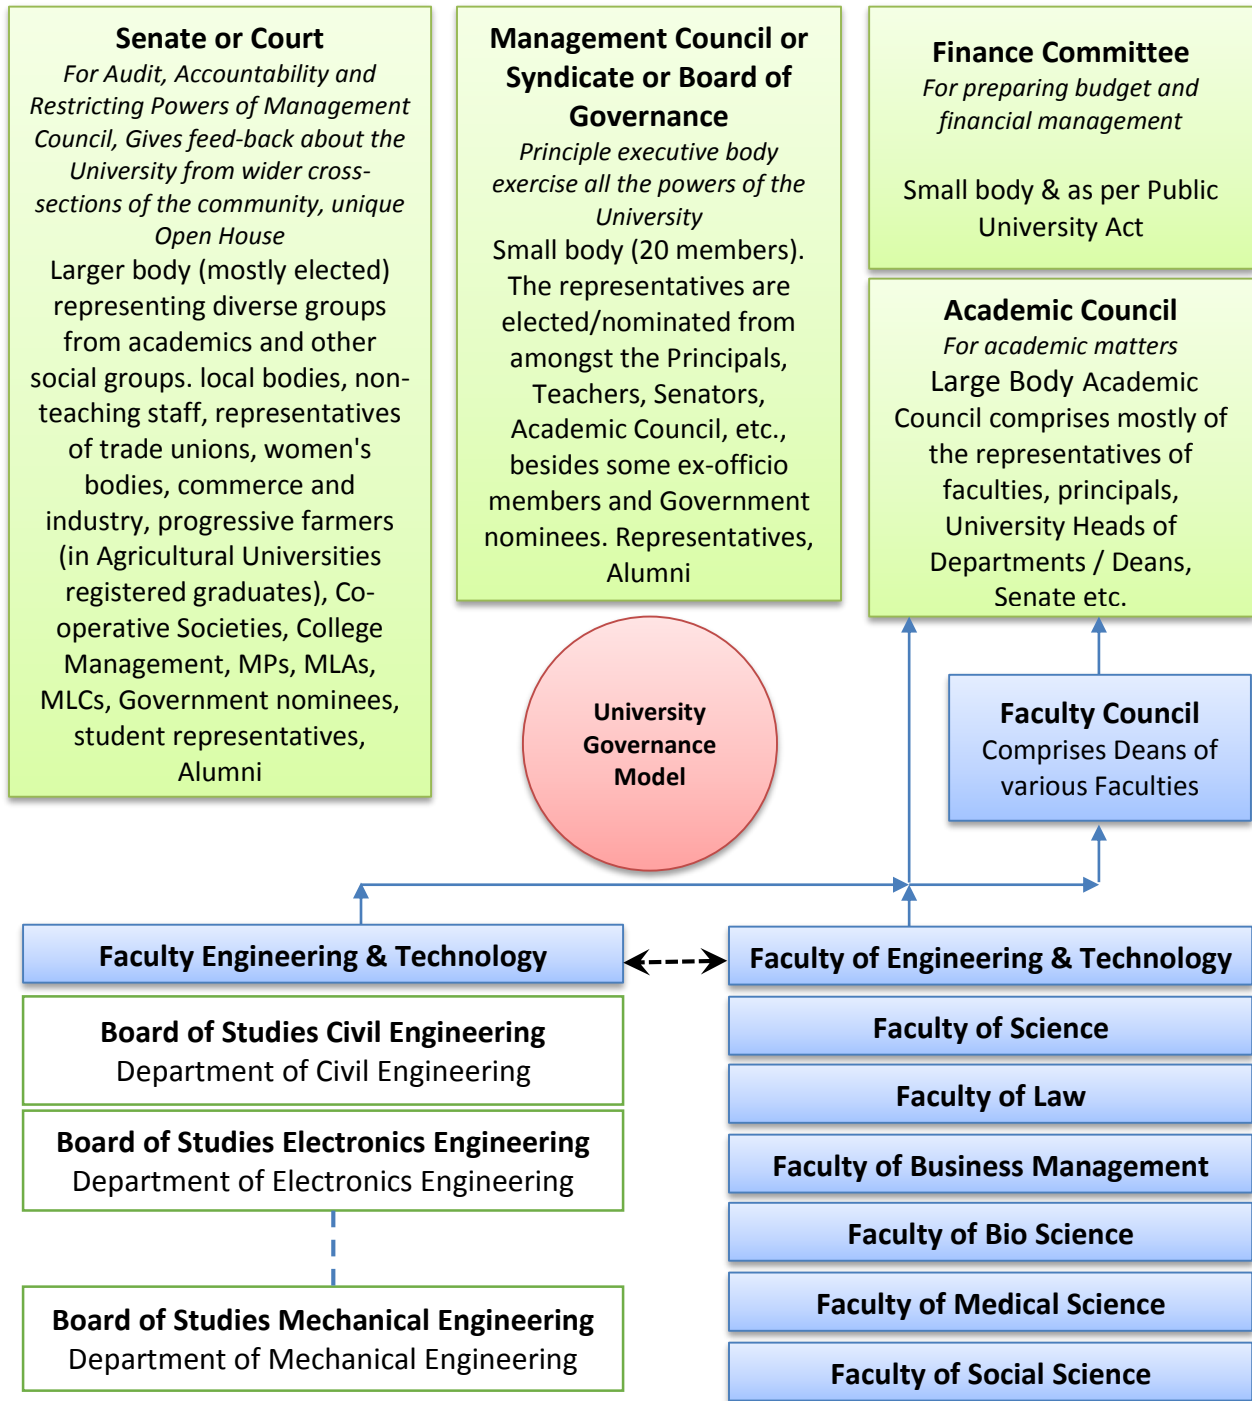 Senate or Court
For Audit, Accountability and
Restricting Powers of Management
Council, Gives feed-back about the
University from wider cross-
sections of the community, unique
Open House
Larger body (mostly elected)
representing diverse groups
from academics and other
social groups. local bodies, non-
teaching staff, representatives
of trade unions, women's
bodies, commerce and
industry, progressive farmers
(in Agricultural Universities
registered graduates), Co-
operative Societies, College
Management, MPs, MLAs,
MLCs, Government nominees,
student representatives,
Alumni
Management Council or
Syndicate or Board of
Governance
Principle executive body
exercise all the powers of the
University
Small body (20 members).
The representatives are
elected/nominated from
amongst the Principals,
Teachers, Senators,
Academic Council, etc.,
besides some ex-officio
members and Government
nominees. Representatives,
Alumni
Finance Committee
For preparing budget and
financial management
Small body & as per Public
University Act
Academic Council
For academic matters
Large Body Academic
Council comprises mostly of
the representatives of
faculties, principals,
University Heads of
Departments / Deans,
Senate etc.
University
Governance
Model
Faculty Council
Comprises Deans of
various Faculties
Faculty Engineering & Technology
Board of Studies Civil Engineering
Department of Civil Engineering
Board of Studies Electronics Engineering
Department of Electronics Engineering
Board of Studies Mechanical Engineering
Department of Mechanical Engineering
Faculty of Engineering & Technology
Faculty of Science
Faculty of Law
Faculty of Business Management
Faculty of Bio Science
Faculty of Medical Science
Faculty of Social Science